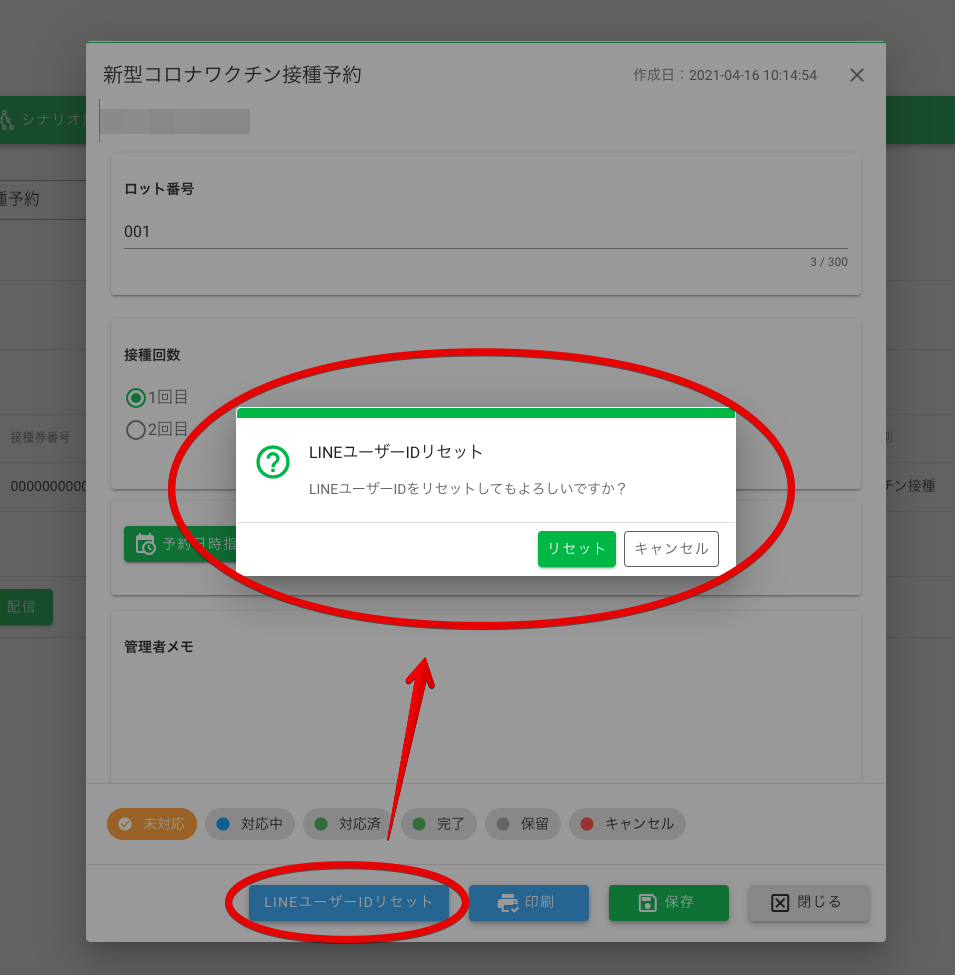 新型コロナワクチン接種予約
作成日：2021-04-16 10:14:54
シナリオ
種予約
ロット番号
001
3 / 300
接種回数
1回目
2回目
接種券番号
0000000000
チン接種
LINEユーザーIDリセット
LINEユーザーIDをリセットしてもよろしいですか？
リセット
キャンセル
予約日時指
配信
管理者メモ
未対応
対応中
対応済
完了
保留
キャンセル
LINEユーザーIDリセット
印刷
保存
閉じる